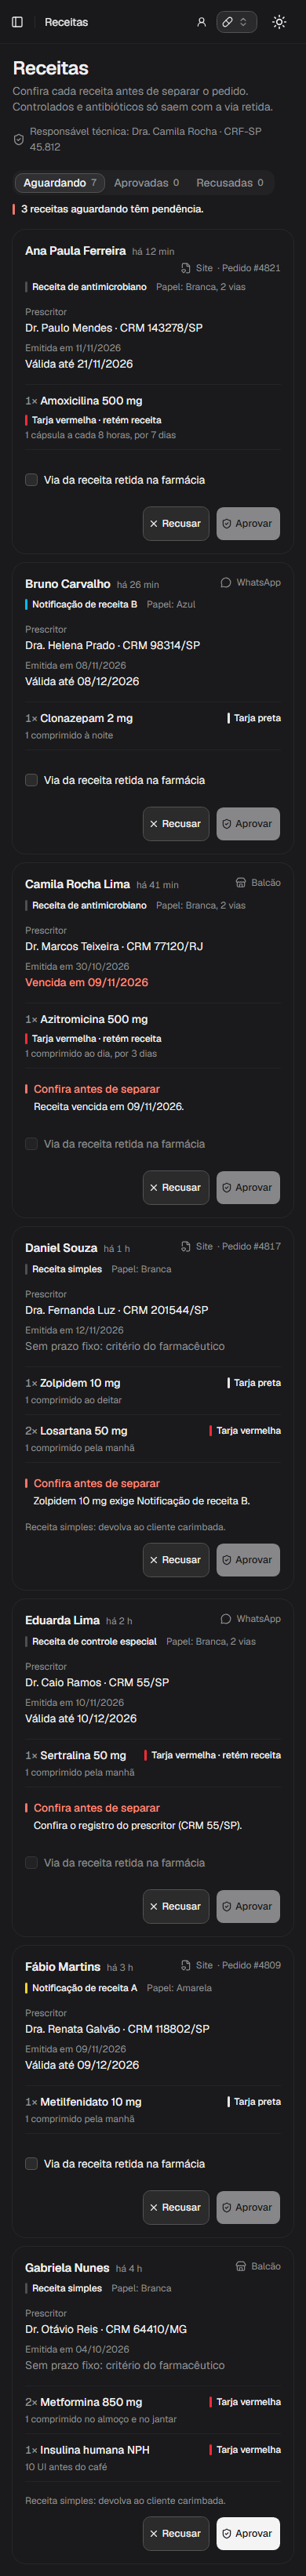 Receitas
Receitas
Confira cada receita antes de separar o pedido.
Controlados e antibióticos só saem com a via retida.
Responsável técnica: Dra. Camila Rocha · CRF-SP
45.812
Aguardando 7 Aprovadas 0 Recusadas 0
3 receitas aguardando têm pendência.
Ana Paula Ferreira há 12 min
Site · Pedido #4821
Receita de antimicrobiano Papel: Branca, 2 vias
Prescritor
Dr. Paulo Mendes · CRM 143278/SP
Emitida em 11/11/2026
Válida até 21/11/2026
1× Amoxicilina 500 mg
Tarja vermelha · retém receita
1 cápsula a cada 8 horas, por 7 dias
Via da receita retida na farmácia
Recusar Aprovar
Bruno Carvalho há 26 min WhatsApp
Notificação de receita B Papel: Azul
Prescritor
Dra. Helena Prado · CRM 98314/SP
Emitida em 08/11/2026
Válida até 08/12/2026
1× Clonazepam 2 mg Tarja preta
1 comprimido à noite
Via da receita retida na farmácia
Recusar Aprovar
Camila Rocha Lima há 41 min Balcão
Receita de antimicrobiano Papel: Branca, 2 vias
Prescritor
Dr. Marcos Teixeira · CRM 77120/RJ
Emitida em 30/10/2026
Vencida em 09/11/2026
1× Azitromicina 500 mg
Tarja vermelha · retém receita
1 comprimido ao dia, por 3 dias
Confira antes de separar
Receita vencida em 09/11/2026.
Via da receita retida na farmácia
Recusar Aprovar
Daniel Souza há 1 h Site · Pedido #4817
Receita simples Papel: Branca
Prescritor
Dra. Fernanda Luz · CRM 201544/SP
Emitida em 12/11/2026
Sem prazo fixo: critério do farmacêutico
1× Zolpidem 10 mg Tarja preta
1 comprimido ao deitar
2× Losartana 50 mg Tarja vermelha
1 comprimido pela manhã
Confira antes de separar
Zolpidem 10 mg exige Notificação de receita B.
Receita simples: devolva ao cliente carimbada.
Recusar Aprovar
Eduarda Lima há 2 h WhatsApp
Receita de controle especial Papel: Branca, 2 vias
Prescritor
Dr. Caio Ramos · CRM 55/SP
Emitida em 10/11/2026
Válida até 10/12/2026
1× Sertralina 50 mg Tarja vermelha · retém receita
1 comprimido pela manhã
Confira antes de separar
Confira o registro do prescritor (CRM 55/SP).
Via da receita retida na farmácia
Recusar Aprovar
Fábio Martins há 3 h Site · Pedido #4809
Notificação de receita A Papel: Amarela
Prescritor
Dra. Renata Galvão · CRM 118802/SP
Emitida em 09/11/2026
Válida até 09/12/2026
1× Metilfenidato 10 mg Tarja preta
1 comprimido pela manhã
Via da receita retida na farmácia
Recusar Aprovar
Gabriela Nunes há 4 h Balcão
Receita simples Papel: Branca
Prescritor
Dr. Otávio Reis · CRM 64410/MG
Emitida em 04/10/2026
Sem prazo fixo: critério do farmacêutico
2× Metformina 850 mg Tarja vermelha
1 comprimido no almoço e no jantar
1× Insulina humana NPH Tarja vermelha
10 UI antes do café
Receita simples: devolva ao cliente carimbada.
Recusar Aprovar